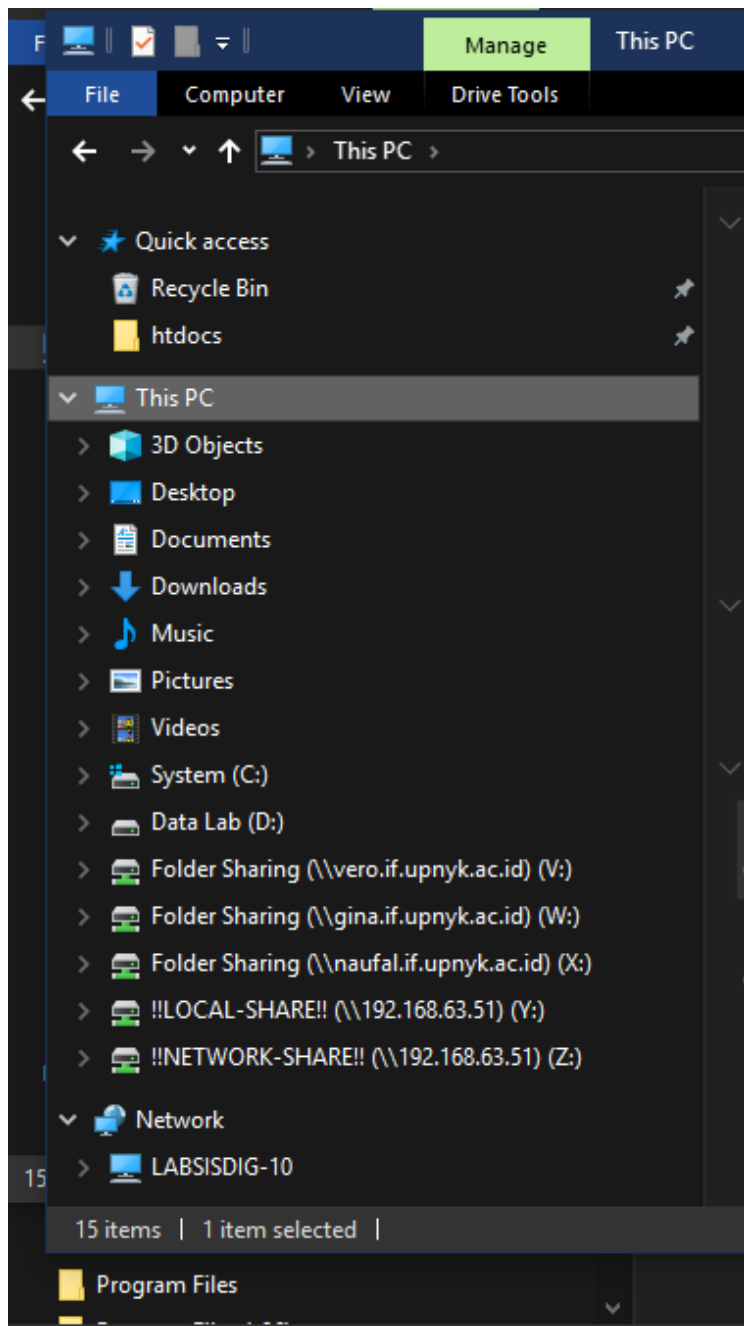 F
Manage
This PC
File
Computer
View
Drive Tools
This PC
Quick access
Recycle Bin
htdocs
This PC
3D Objects
Desktop
Documents
Downloads
Music
Pictures
Videos
System (C:)
Data Lab (D:)
Folder Sharing (\\vero.if.upnyk.ac.id) (V:)
Folder Sharing (\\gina.if.upnyk.ac.id) (W:)
Folder Sharing (\\naufal.if.upnyk.ac.id) (X:)
!!LOCAL-SHARE!! (\\192.168.63.51) (Y:)
!!NETWORK-SHARE!! (\\192.168.63.51) (Z:)
Network
LABSISDIG-10
15
15 items
1 item selected
Program Files